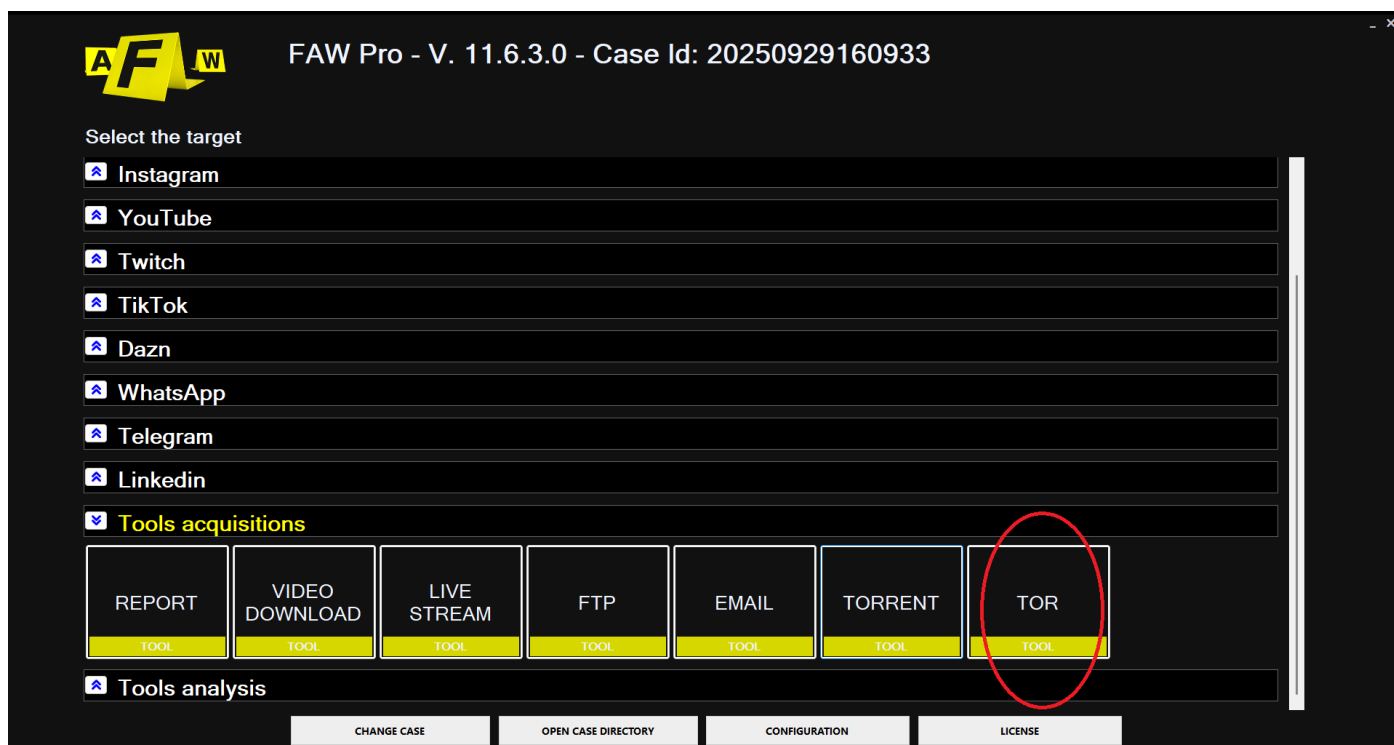 A F W
FAW Pro - V. 11.6.3.0 - Case Id: 20250929160933
Select the target
Instagram
YouTube
Twitch
TikTok
Dazn
WhatsApp
Telegram
Linkedin
Tools acquisitions
REPORT
TOOL
VIDEO
DOWNLOAD
TOOL
LIVE
STREAM
TOOL
FTP
TOOL
EMAIL
TOOL
TORRENT
TOOL
TOR
TOOL
Tools analysis
CHANGE CASE
OPEN CASE DIRECTORY
CONFIGURATION
LICENSE